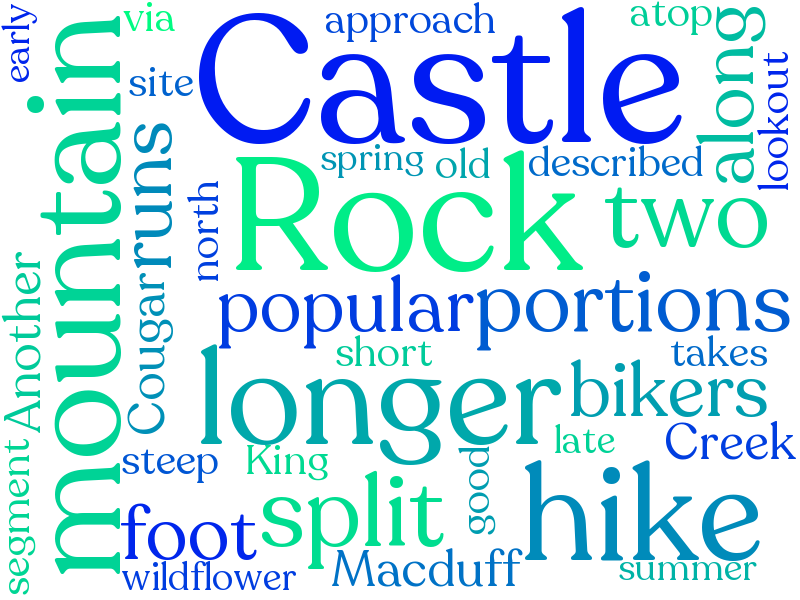 early
via
Castle
approach
atop
along
lookout
mountain
site
runs
spring
old
described
Rock
two
north
popular
portions
Another
Cougar
short
takes
longer
bikers
segment
steep
King
good
late
Creek
split
hike
foot
wildflower
Macduff
summer